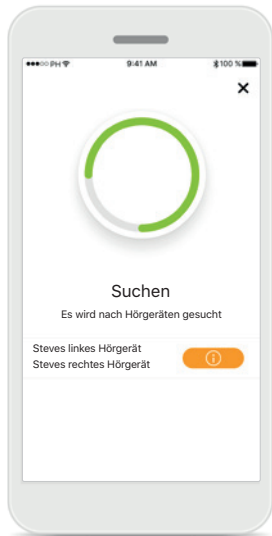 PH 9:41 AM 100 %
Suchen
Es wird nach Hörgeräten gesucht
Steves linkes Hörgerät
Steves rechtes Hörgerät